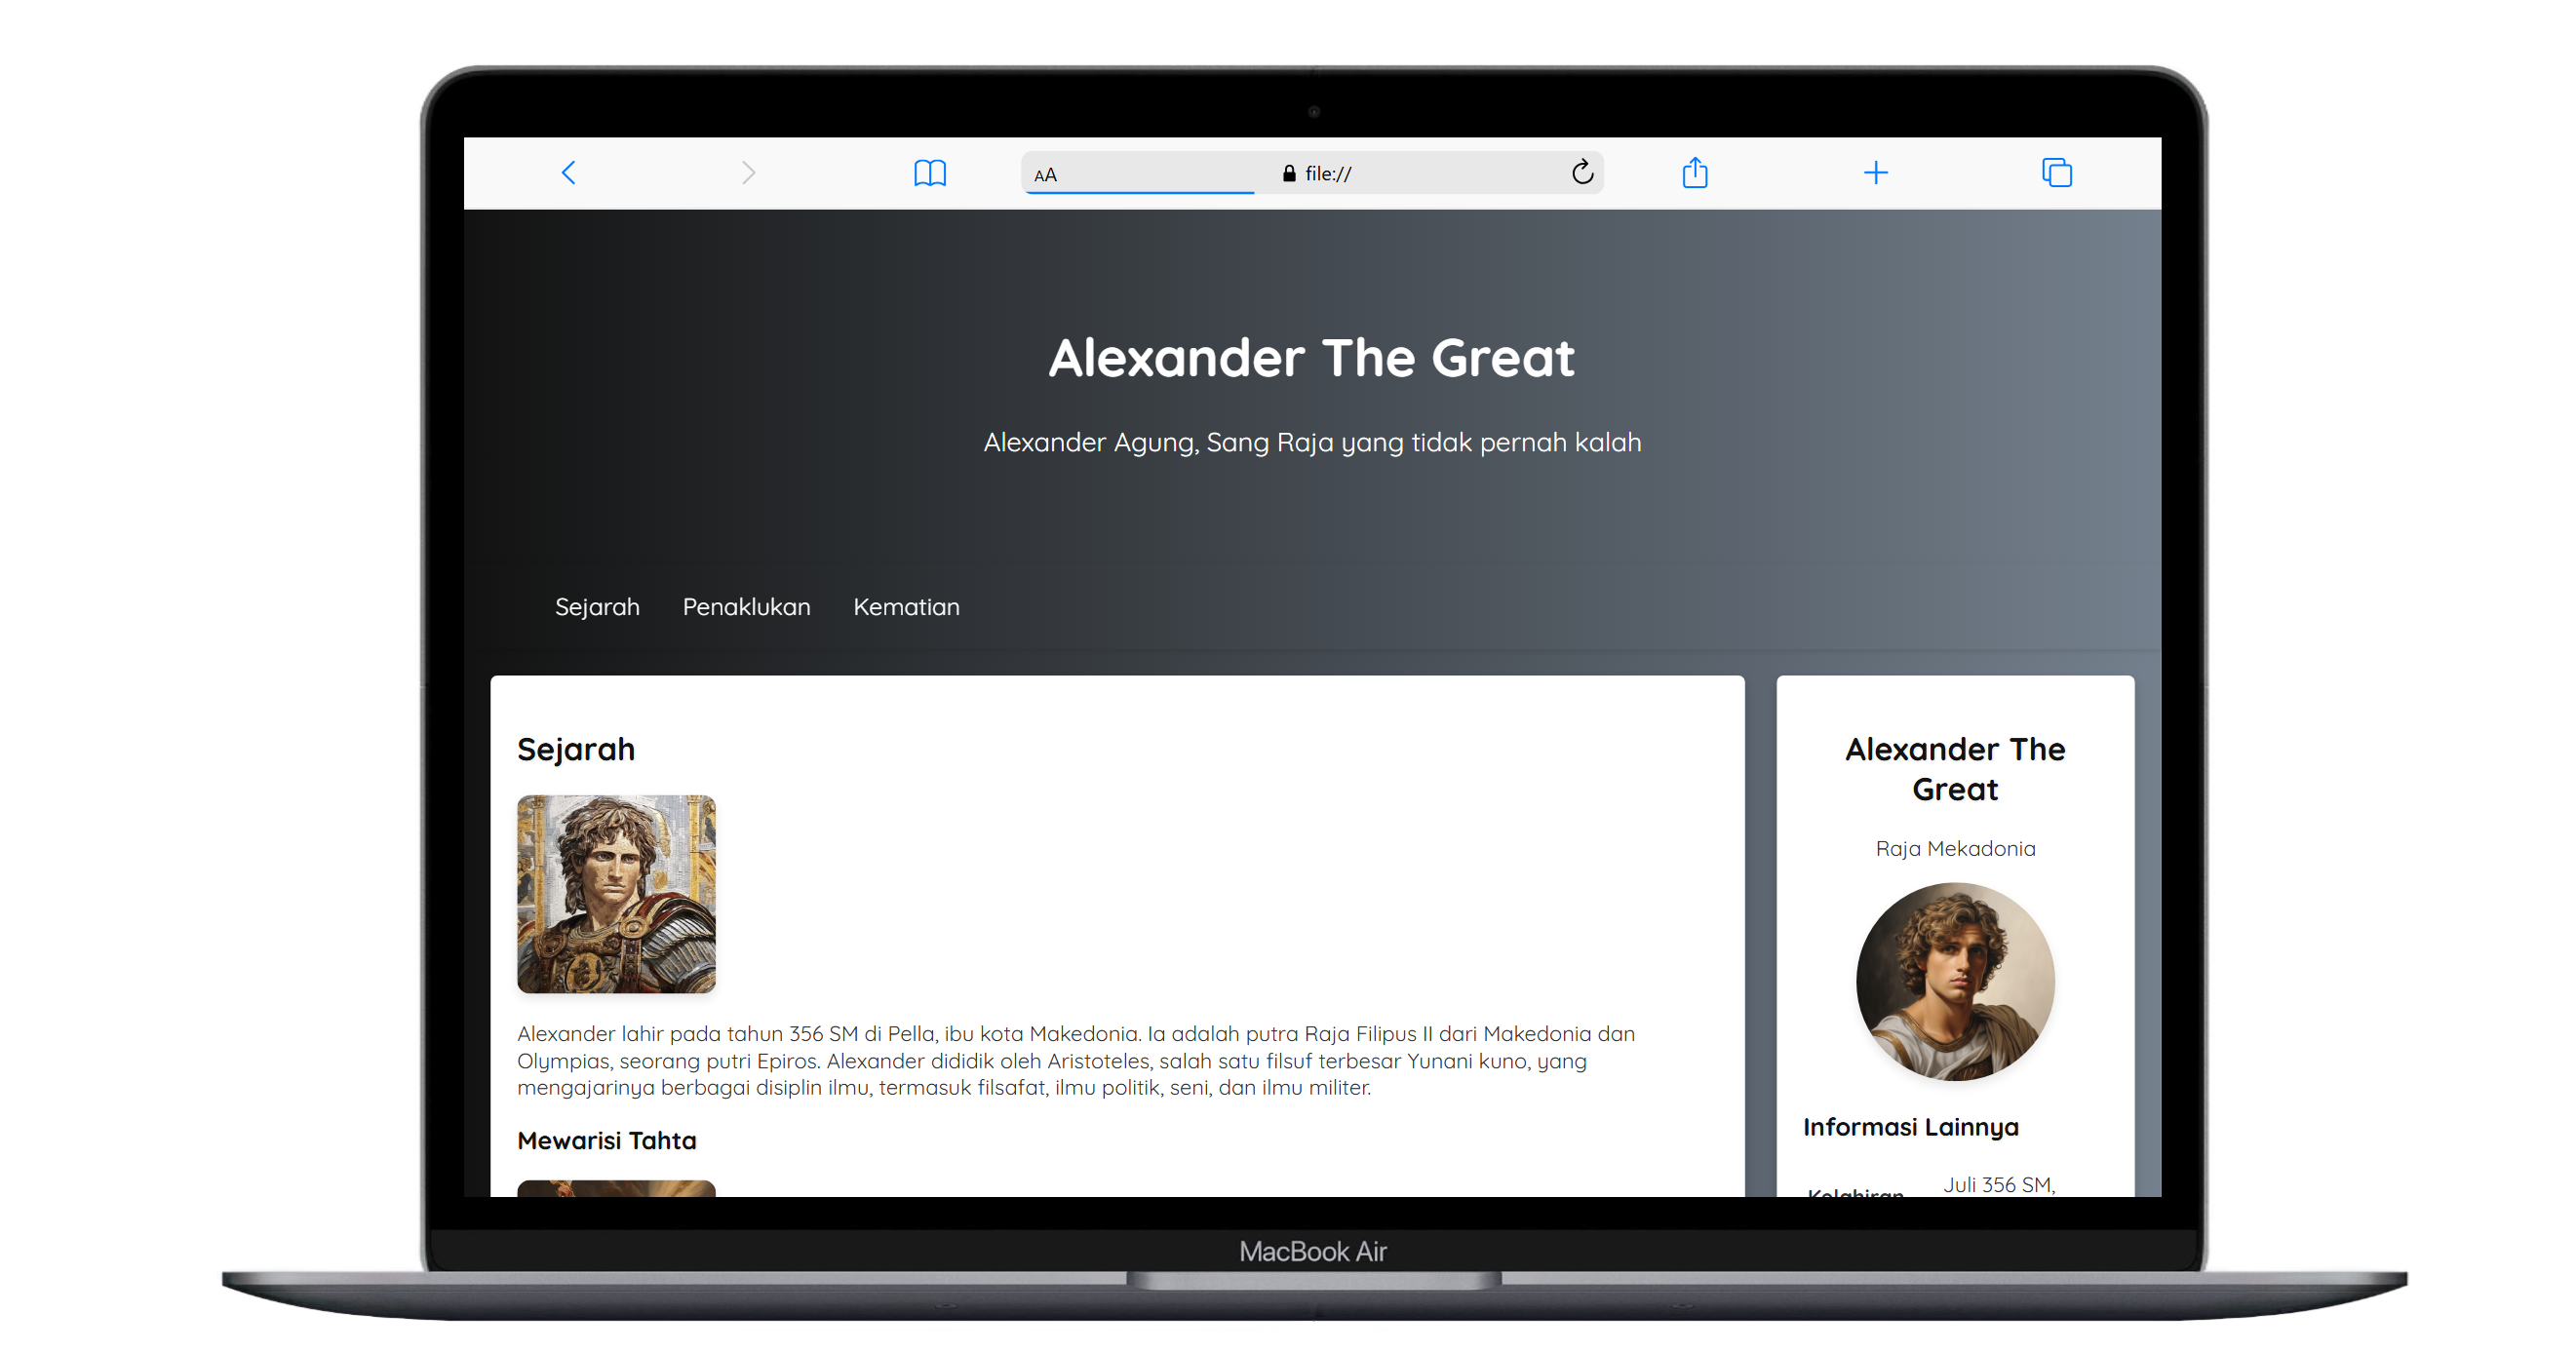 AA
file://
Alexander The Great
Alexander Agung, Sang Raja yang tidak pernah kalah
Sejarah
Penaklukan
Kematian
Sejarah
Alexander lahir pada tahun 356 SM di Pella, ibu kota Makedonia. Ia adalah putra Raja Filipus II dari Makedonia dan
Olympias, seorang putri Epiros. Alexander dididik oleh Aristoteles, salah satu filsuf terbesar Yunani kuno, yang
mengajarinya berbagai disiplin ilmu, termasuk filsafat, ilmu politik, seni, dan ilmu militer.
Mewarisi Tahta
Alexander The
Great
Raja Mekadonia
Informasi Lainnya
Kelahiran
Juli 356 SM,
MacBook Air